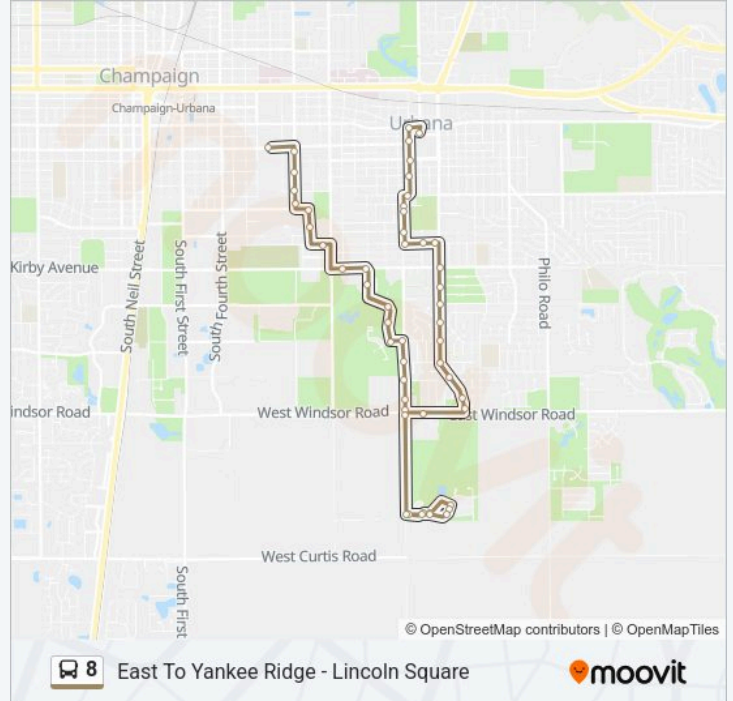 Champaign
Champaign-Urbana
Urbana
Kirby Avenue
South Neil Street
South First Street
South Fourth Street
Philo Road
indsor Road
West Windsor Road
East Windsor Road
West Curtis Road
South First
moovit
© OpenStreetMap contributors | © OpenMapTiles
8
East To Yankee Ridge - Lincoln Square
moovit